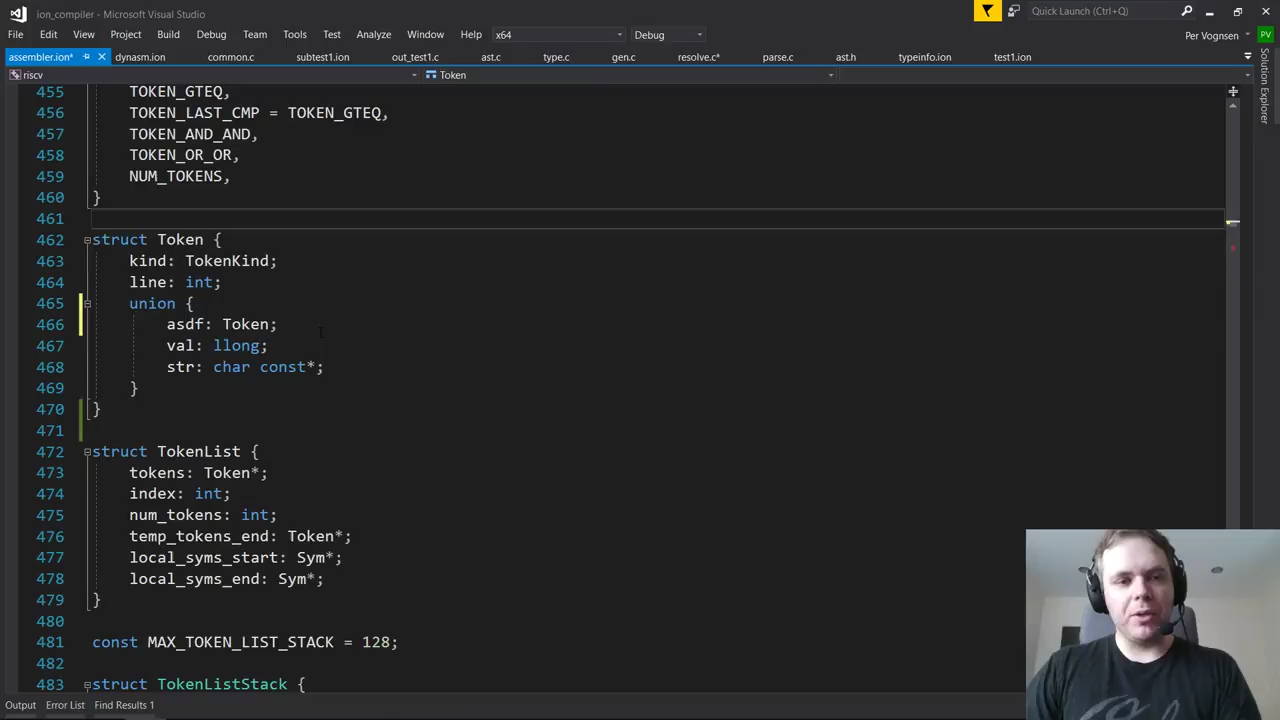 ion_compiler - Microsoft Visual Studio
Quick Launch (Ctrl+Q)
File Edit View Project Build Debug Team Tools Test Analyze Window Help x64 Debug
Per Vognsen PV
assembler.ion* dynasm.ion common.c subtest1.ion out_test1.c ast.c type.c gen.c resolve.c* parse.c ast.h typeinfo.ion test1.ion
riscv Token
Solution Explorer
455 TOKEN_GTEQ,
456 TOKEN_LAST_CMP = TOKEN_GTEQ,
457 TOKEN_AND_AND,
458 TOKEN_OR_OR,
459 NUM_TOKENS,
460 }
461
462 struct Token {
463 kind: TokenKind;
464 line: int;
465 union {
466 asdf: Token;
467 val: llong;
468 str: char const*;
469 }
470 }
471
472 struct TokenList {
473 tokens: Token*;
474 index: int;
475 num_tokens: int;
476 temp_tokens_end: Token*;
477 local_syms_start: Sym*;
478 local_syms_end: Sym*;
479 }
480
481 const MAX_TOKEN_LIST_STACK = 128;
482
483 struct TokenListStack {
Output Error List Find Results 1